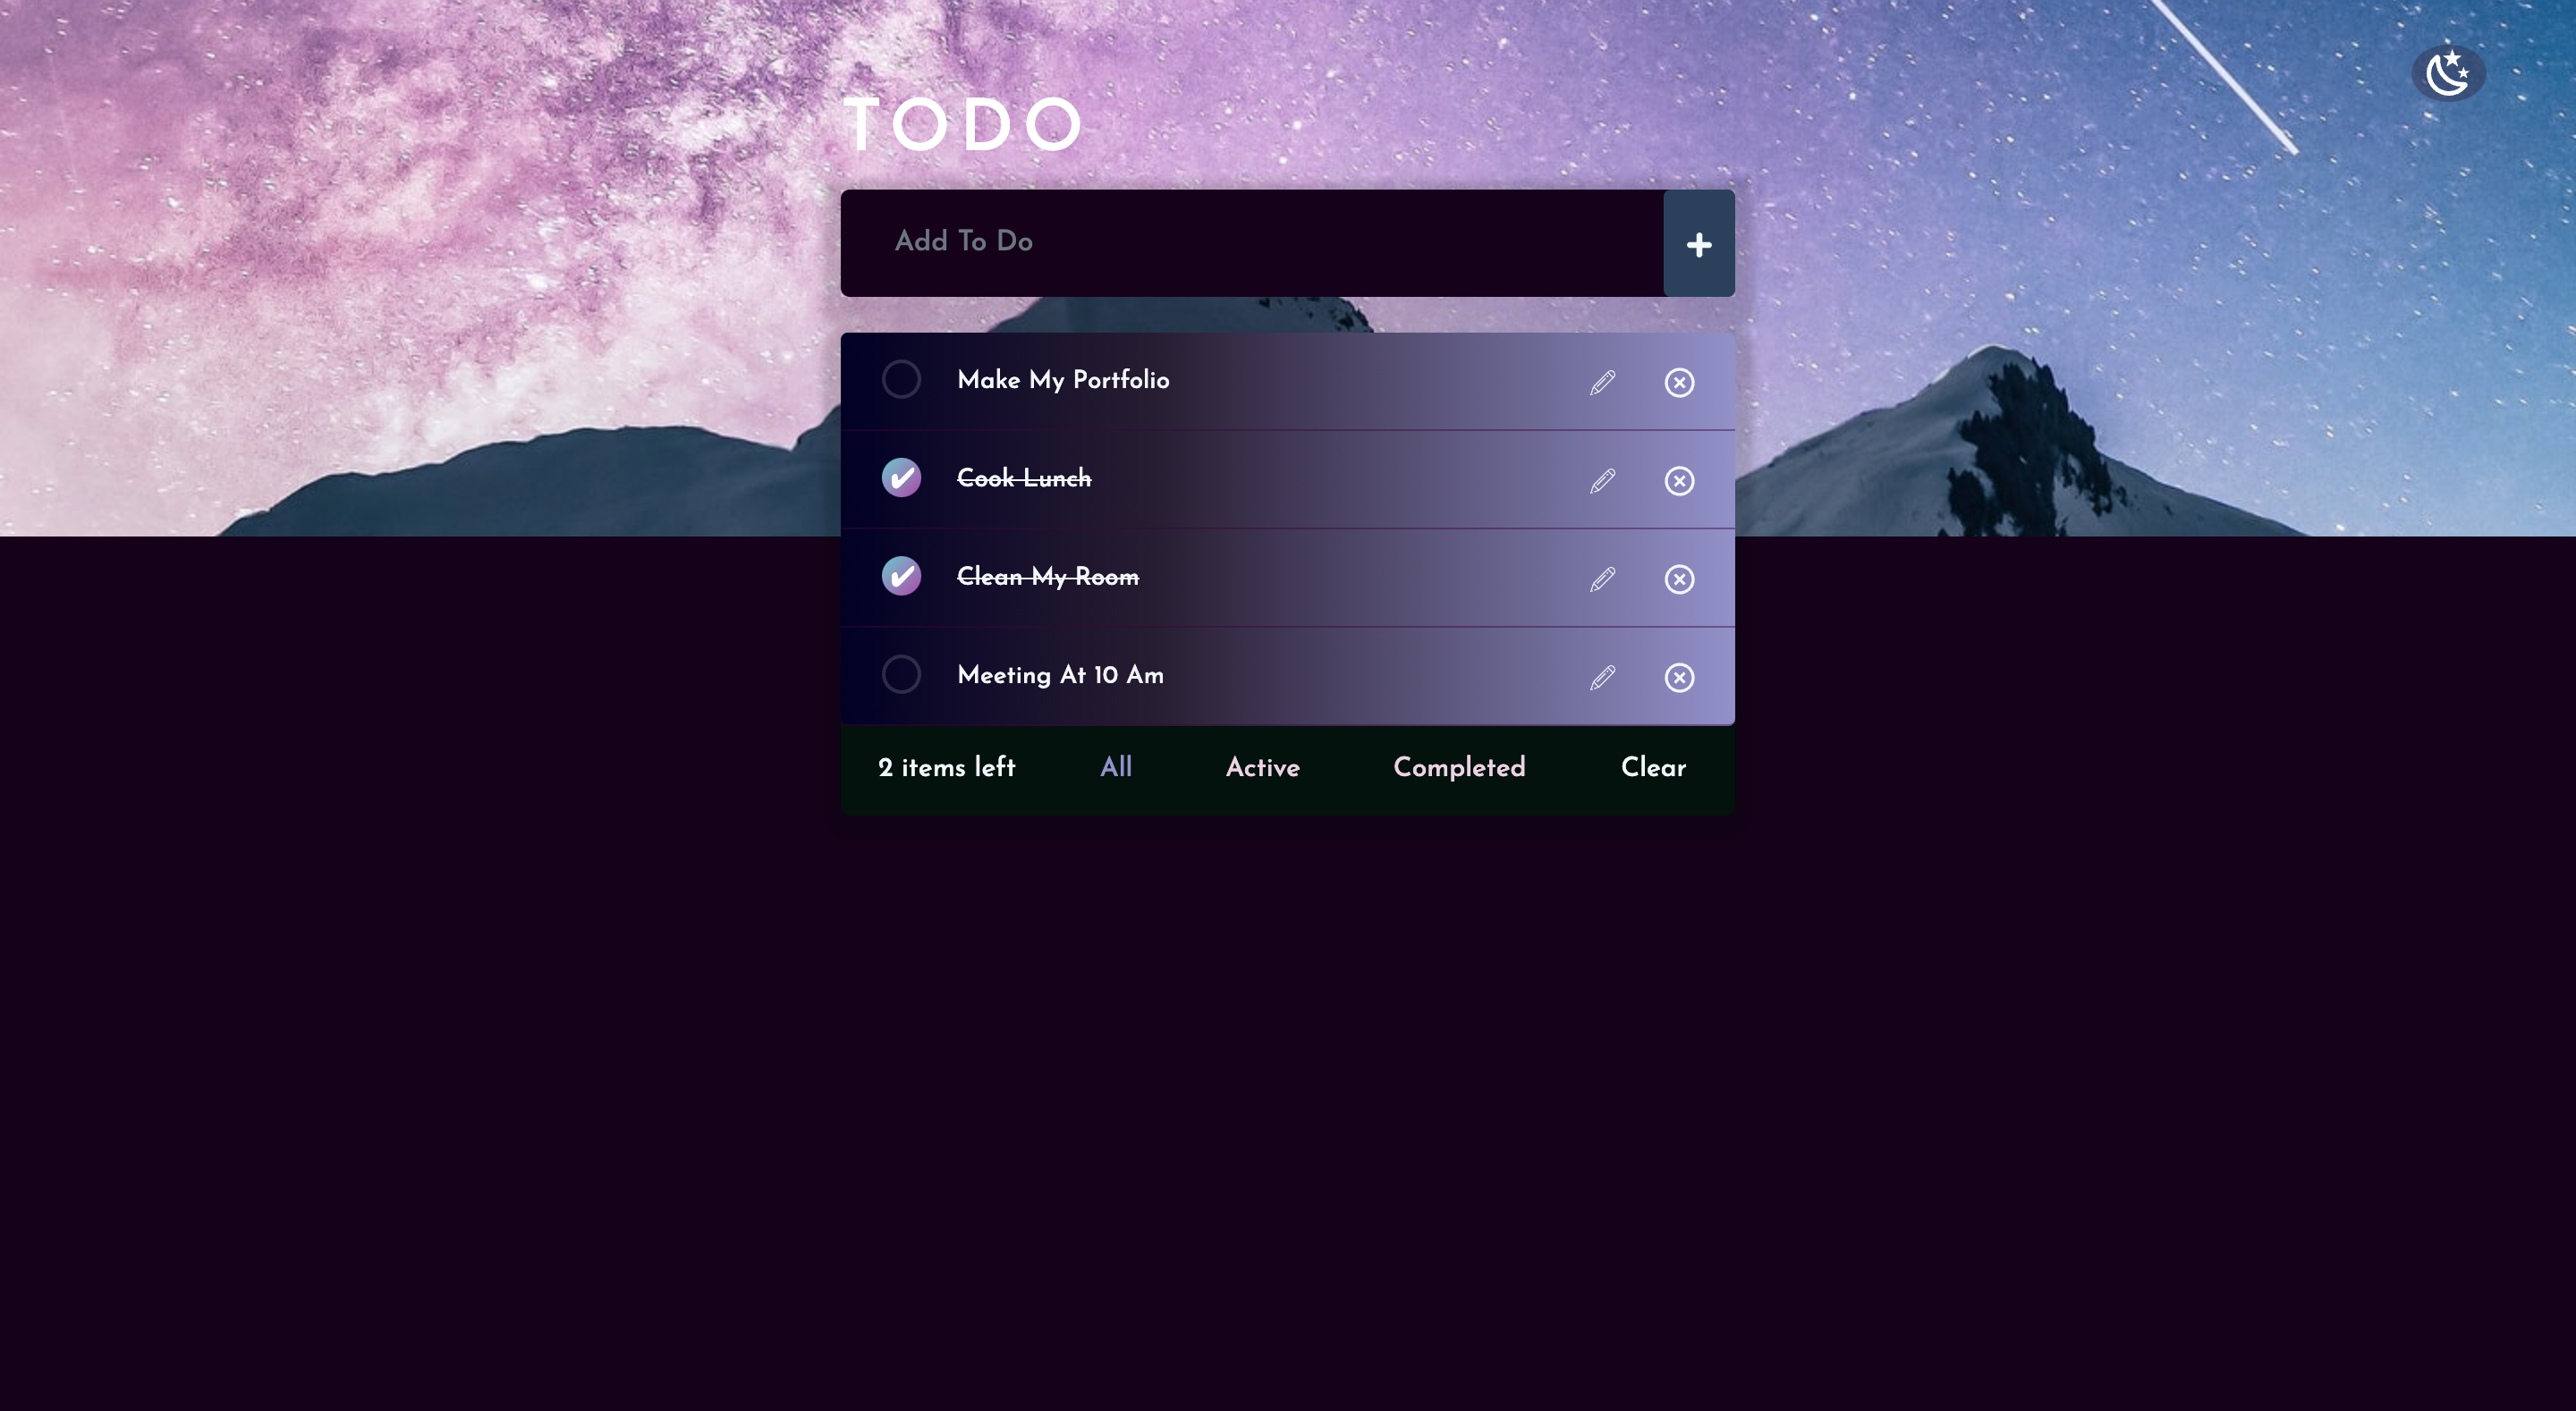 TODO
Add To Do
Make My Portfolio
Cook Lunch
Clean My Room
Meeting At 10 Am
2 items left All Active Completed Clear